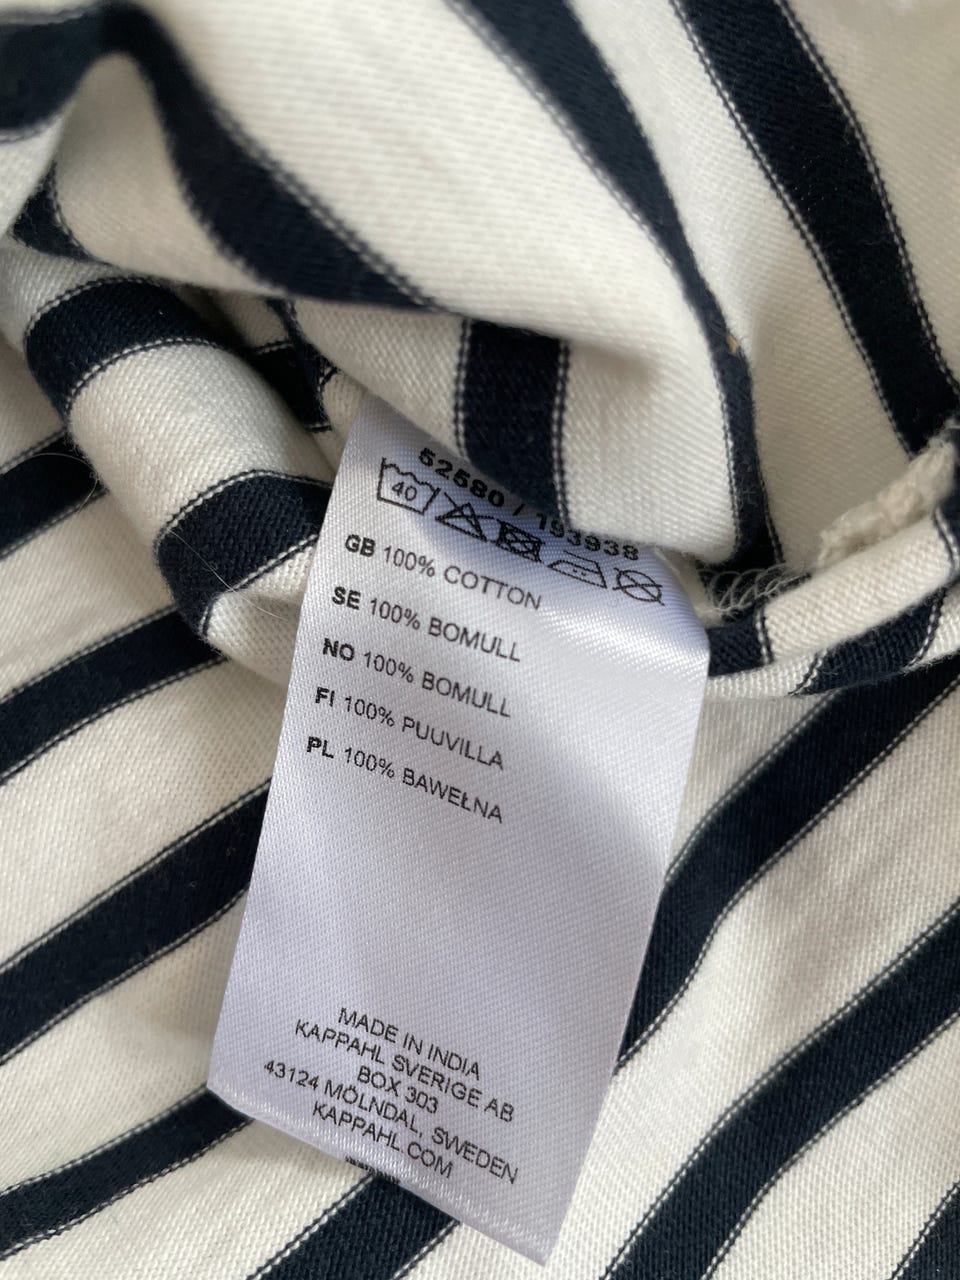 52580 / 193938
40
GB 100% COTTON
SE 100% BOMULL
NO 100% BOMULL
FI 100% PUUVILLA
PL 100% BAWEŁNA
MADE IN INDIA
KAPPAHL SVERIGE AB
BOX 303
43124 MÖLNDAL, SWEDEN
KAPPAHL.COM